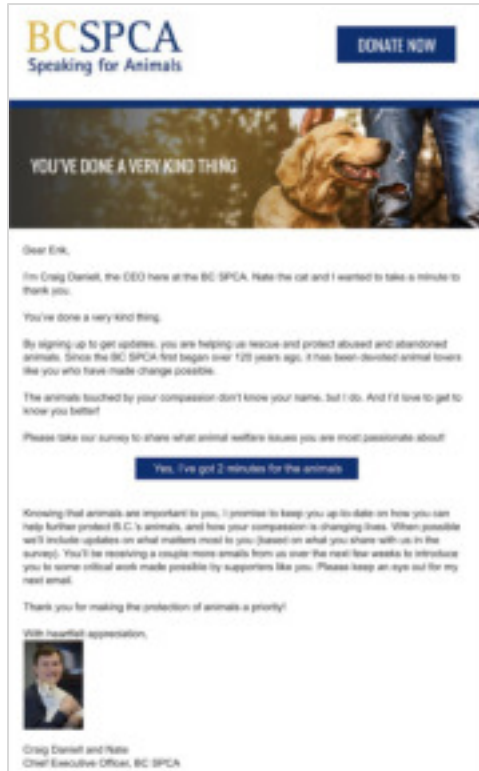 BCSPCA
Speaking for Animals
DONATE NOW
YOU'VE DONE A VERY KIND THING
Dear Erik,
I'm Craig Daniell, the CEO here at the BC SPCA. Nate the cat and I wanted to take a minute to
thank you.
You've done a very kind thing.
By signing up to get updates, you are helping us rescue and protect abused and abandoned
animals. Since the BC SPCA first began over 120 years ago, it has been devoted animal lovers
like you who have made change possible.
The animals touched by your compassion don't know your name, but I do. And I'd love to get to
know you better!
Please take our survey to share what animal welfare issues you are most passionate about!
Yes, I've got 2 minutes for the animals
Knowing that animals are important to you, I promise to keep you up-to-date on how you can
help further protect B.C.'s animals, and how your compassion is changing lives. When possible
we'll include updates on what matters most to you (based on what you share with us in the
survey). You'll be receiving a couple more emails from us over the next few weeks to introduce
you to some critical work made possible by supporters like you. Please keep an eye out for my
next email.
Thank you for making the protection of animals a priority!
With heartfelt appreciation,
Craig Daniell and Nate
Chief Executive Officer, BC SPCA